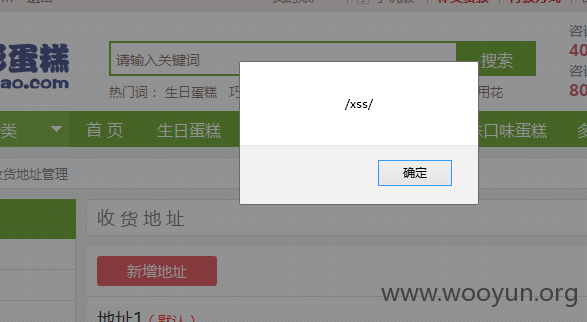 彩蛋糕
ao.com
请输入关键词
搜索
咨
40
咨
80
热门词： 生日蛋糕 巧
用花
类
首 页
生日蛋糕
口味蛋糕
收货地址管理
收 货 地 址
新增地址
地址1（默认）
/xss/
确定
www.wooyun.org